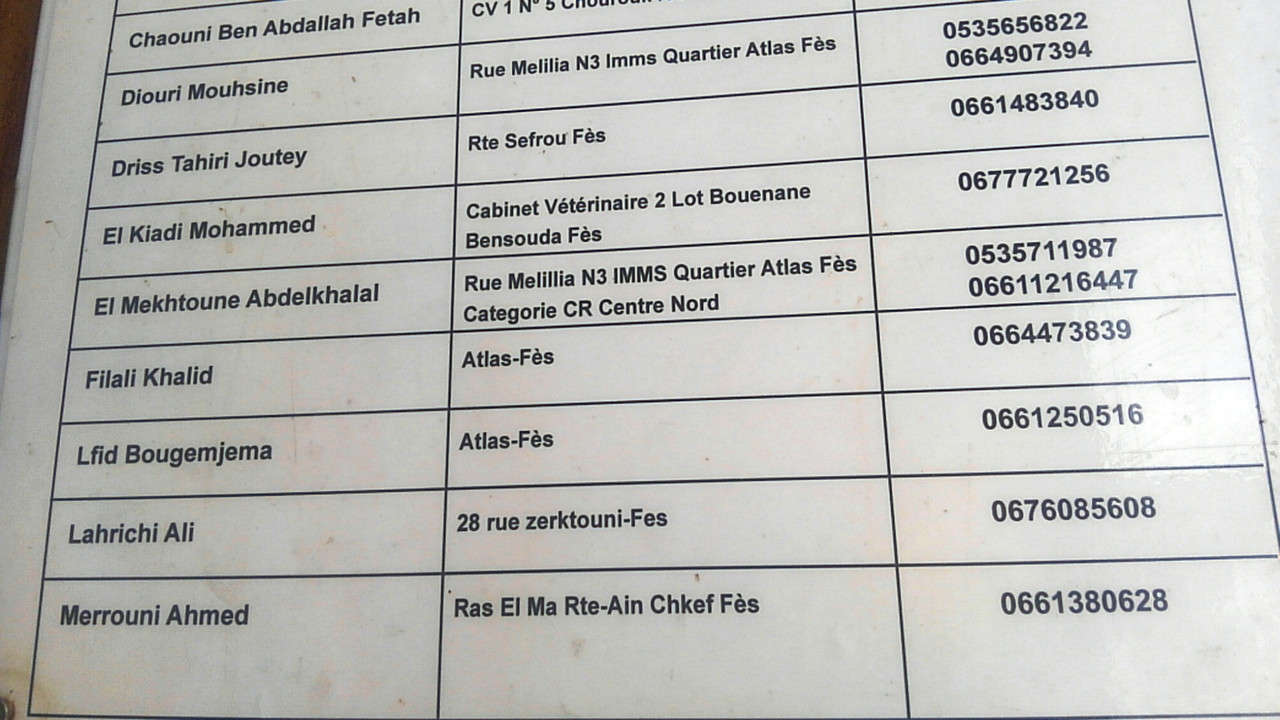 Chaouni Ben Abdallah Fetah
CV 1 N° 5
Diouri Mouhsine
Rue Melilia N3 Imms Quartier Atlas Fès
0535656822
0664907394
Driss Tahiri Joutey
Rte Sefrou Fès
0661483840
El Kiadi Mohammed
Cabinet Vétérinaire 2 Lot Bouenane
Bensouda Fès
0677721256
El Mekhtoune Abdelkhalal
Rue Melillia N3 IMMS Quartier Atlas Fès
Categorie CR Centre Nord
0535711987
06611216447
Filali Khalid
Atlas-Fès
0664473839
Lfid Bougemjema
Atlas-Fès
0661250516
Lahrichi Ali
28 rue zerktouni-Fes
0676085608
Merrouni Ahmed
Ras El Ma Rte-Ain Chkef Fès
0661380628